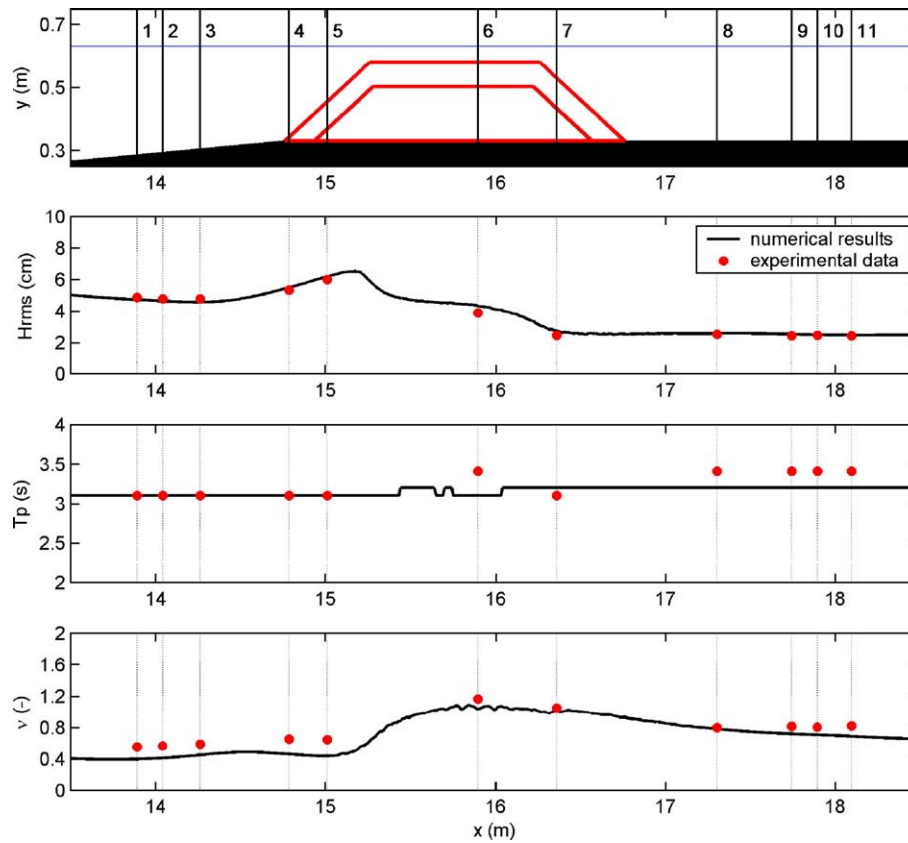 0.7
0.5
0.3
y (m)
1 2 3 4 5 6 7 8 9 10 11
14 15 16 17 18
10
8
6
4
2
0
Hrms (cm)
numerical results
experimental data
14 15 16 17 18
4
3.5
3
2.5
2
Tp (s)
14 15 16 17 18
2
1.6
1.2
0.8
0.4
0
ν (-)
14 15 16 17 18
x (m)